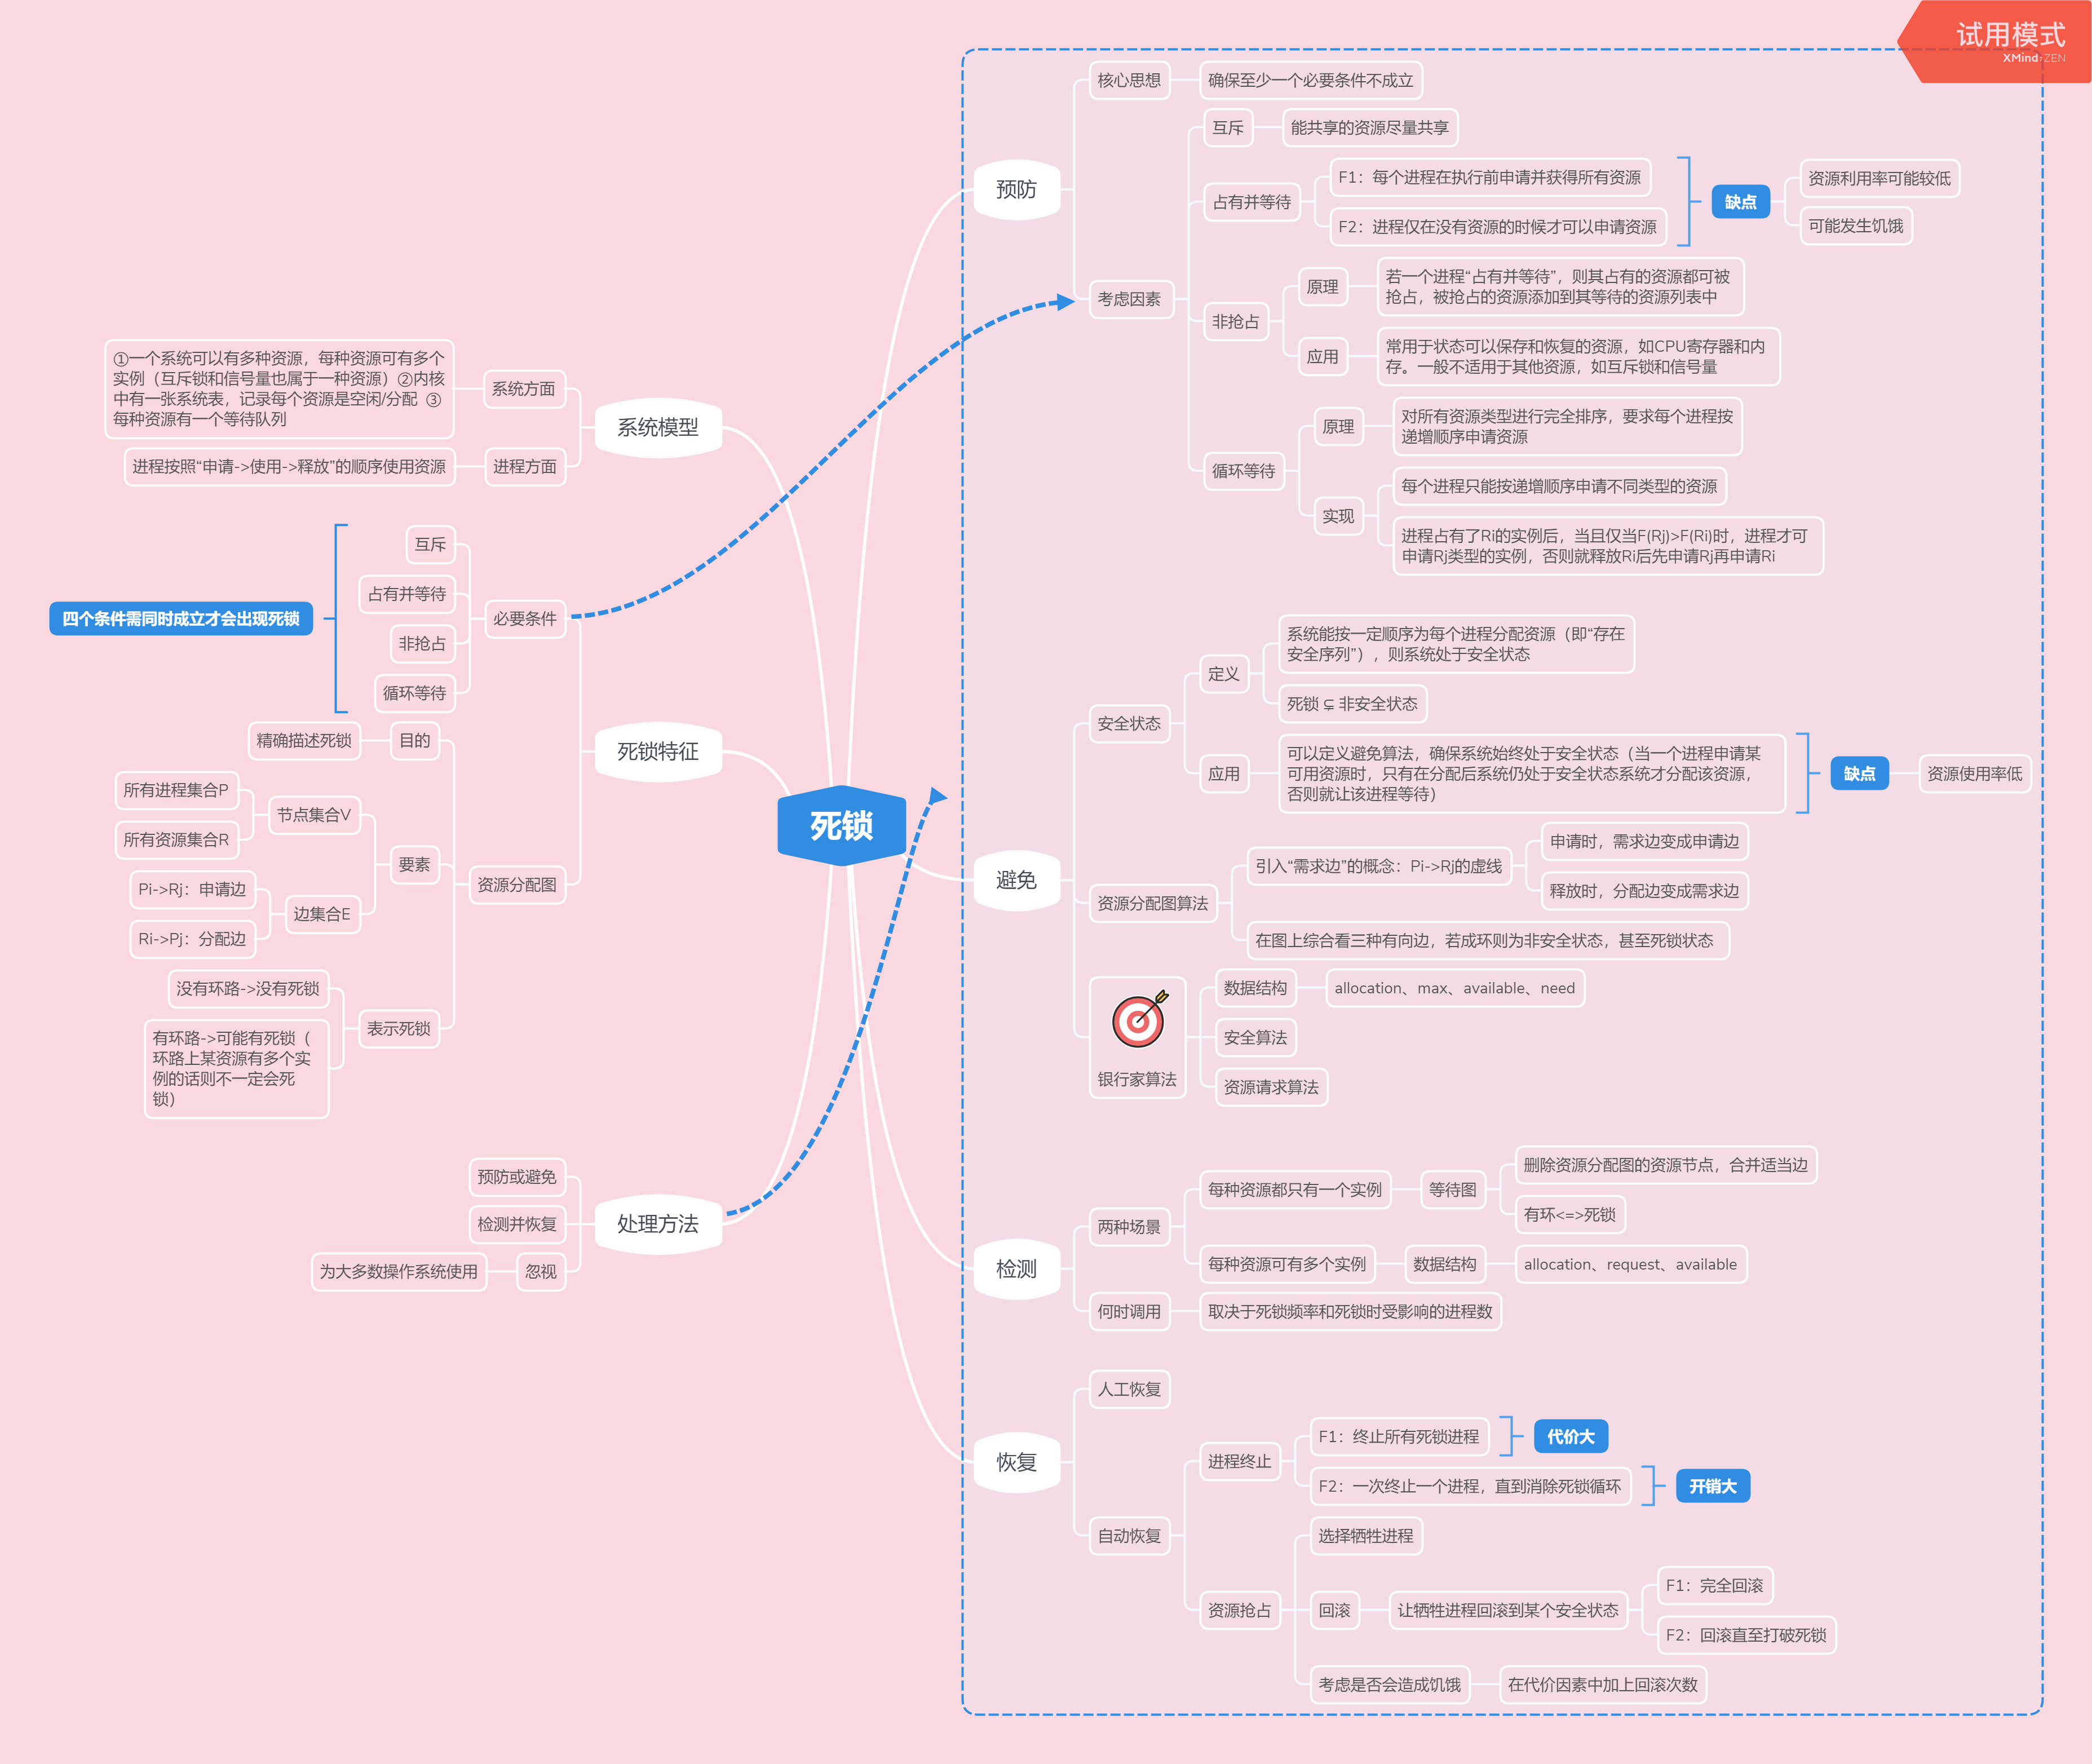 试用模式
XMind:ZEN
死锁
系统模型
系统方面
①一个系统可以有多种资源，每种资源可有多个
实例（互斥锁和信号量也属于一种资源）②内核
中有一张系统表，记录每个资源是空闲/分配 ③
每种资源有一个等待队列
进程方面
进程按照“申请->使用->释放”的顺序使用资源
死锁特征
必要条件
互斥
占有并等待
非抢占
循环等待
四个条件需同时成立才会出现死锁
资源分配图
目的
精确描述死锁
要素
节点集合V
所有进程集合P
所有资源集合R
边集合E
Pi->Rj：申请边
Ri->Pj：分配边
表示死锁
没有环路->没有死锁
有环路->可能有死锁（
环路上某资源有多个实
例的话则不一定会死
锁）
处理方法
预防或避免
检测并恢复
忽视
为大多数操作系统使用
预防
核心思想
确保至少一个必要条件不成立
考虑因素
互斥
能共享的资源尽量共享
占有并等待
F1：每个进程在执行前申请并获得所有资源
F2：进程仅在没有资源的时候才可以申请资源
缺点
资源利用率可能较低
可能发生饥饿
非抢占
原理
若一个进程“占有并等待”，则其占有的资源都可被
抢占，被抢占的资源添加到其等待的资源列表中
应用
常用于状态可以保存和恢复的资源，如CPU寄存器和内
存。一般不适用于其他资源，如互斥锁和信号量
循环等待
原理
对所有资源类型进行完全排序，要求每个进程按
递增顺序申请资源
实现
每个进程只能按递增顺序申请不同类型的资源
进程占有了Ri的实例后，当且仅当F(Rj)>F(Ri)时，进程才可
申请Rj类型的实例，否则就释放Ri后先申请Rj再申请Ri
避免
安全状态
定义
系统能按一定顺序为每个进程分配资源（即“存在
安全序列”），则系统处于安全状态
死锁 ⊊ 非安全状态
应用
可以定义避免算法，确保系统始终处于安全状态（当一个进程申请某
可用资源时，只有在分配后系统仍处于安全状态系统才分配该资源，
否则就让该进程等待）
缺点
资源使用率低
资源分配图算法
引入“需求边”的概念：Pi->Rj的虚线
申请时，需求边变成申请边
释放时，分配边变成需求边
在图上综合看三种有向边，若成环则为非安全状态，甚至死锁状态
银行家算法
数据结构
allocation、max、available、need
安全算法
资源请求算法
检测
两种场景
每种资源都只有一个实例
等待图
删除资源分配图的资源节点，合并适当边
有环<=>死锁
每种资源可有多个实例
数据结构
allocation、request、available
何时调用
取决于死锁频率和死锁时受影响的进程数
恢复
人工恢复
自动恢复
进程终止
F1：终止所有死锁进程
代价大
F2：一次终止一个进程，直到消除死锁循环
开销大
资源抢占
选择牺牲进程
回滚
让牺牲进程回滚到某个安全状态
F1：完全回滚
F2：回滚直至打破死锁
考虑是否会造成饥饿
在代价因素中加上回滚次数